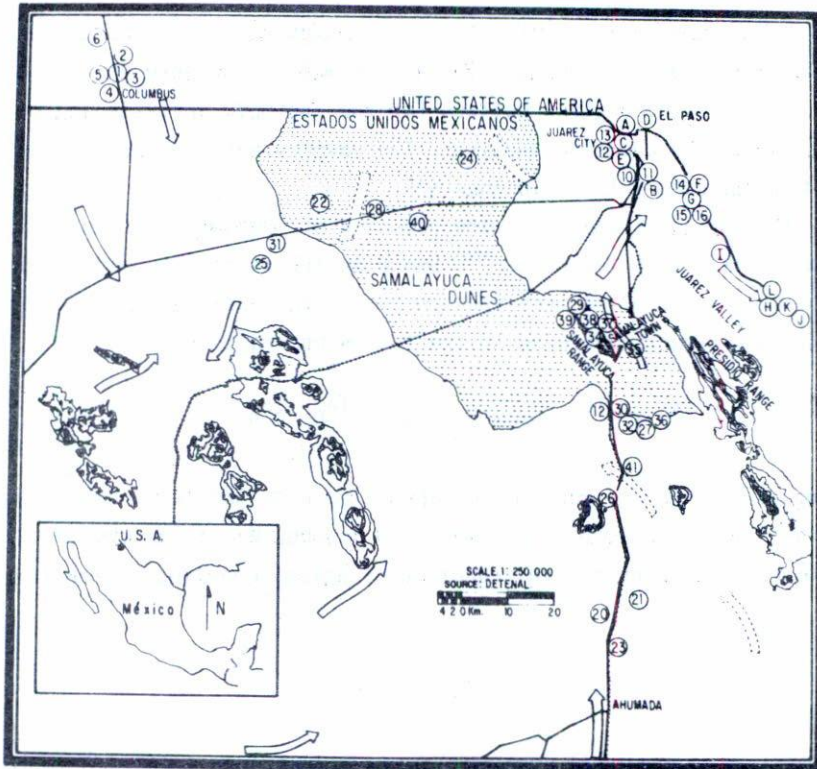 6
2
5 1 3
4 COLUMBUS
UNITED STATES OF AMERICA
ESTADOS UNIDOS MEXICANOS
A D EL PASO
JUAREZ CITY
13 C
12 E
24
10 11
B
14 F
G
15 16
22
28
40
31
25
I
L
H K J
JUAREZ VALLEY
SAMALAYUCA
DUNES
29
39 38
SAMALAYUCA TOWN
SAMALAYUCA RANGE
PRESIDIO RANGE
12 30
32 27 36
41
26
U.S.A.
México
N
SCALE 1: 250 000
SOURCE: DETENAL
4 2 0 Km. 10 20
20 21
23
AHUMADA